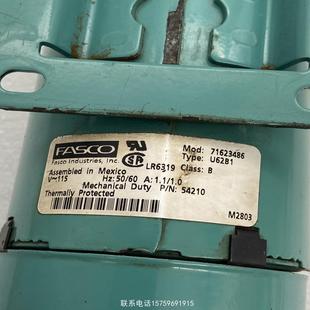 FASCO
Fasco Industries, Inc.
LR6319
Mod: 71623486
Type: U62B1
Class: B
Assembled in Mexico
V~115 Hz: 50/60 A: 1.1/1.0
Mechanical Duty P/N: 54210
Thermally Protected
M2803
联系电话15759691915